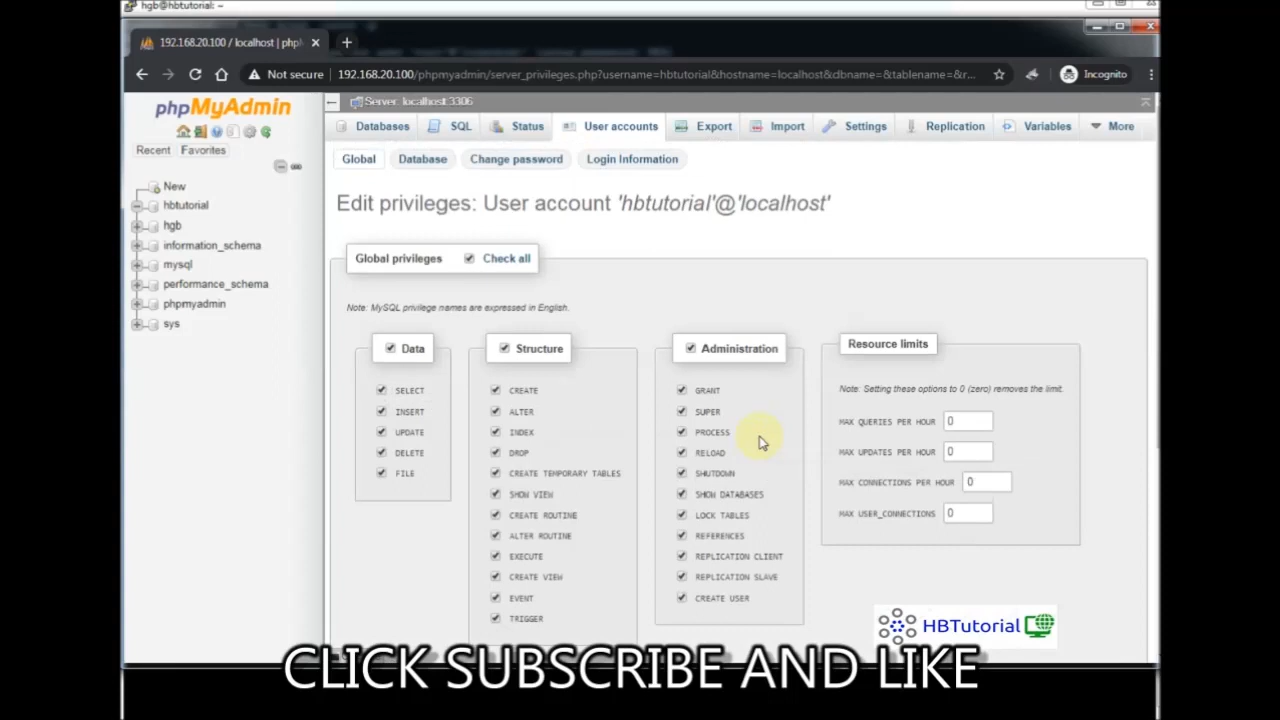 hgb@hbtutorial: ~
192.168.20.100 / localhost | php
Not secure
192.168.20.100/phpmyadmin/server_privileges.php?username=hbtutorial&hostname=localhost&dbname=&tablename=&r...
Incognito
phpMyAdmin
Recent Favorites
New
hbtutorial
hgb
information_schema
mysql
performance_schema
phpmyadmin
sys
Server: localhost:3306
Databases SQL Status User accounts Export Import Settings Replication Variables More
Global Database Change password Login Information
Edit privileges: User account 'hbtutorial'@'localhost'
Global privileges Check all
Note: MySQL privilege names are expressed in English.
Data
SELECT
INSERT
UPDATE
DELETE
FILE
Structure
CREATE
ALTER
INDEX
DROP
CREATE TEMPORARY TABLES
SHOW VIEW
CREATE ROUTINE
ALTER ROUTINE
EXECUTE
CREATE VIEW
EVENT
TRIGGER
Administration
GRANT
SUPER
PROCESS
RELOAD
SHUTDOWN
SHOW DATABASES
LOCK TABLES
REFERENCES
REPLICATION CLIENT
REPLICATION SLAVE
CREATE USER
Resource limits
Note: Setting these options to 0 (zero) removes the limit.
MAX QUERIES PER HOUR 0
MAX UPDATES PER HOUR 0
MAX CONNECTIONS PER HOUR 0
MAX USER_CONNECTIONS 0
HBTutorial
CLICK SUBSCRIBE AND LIKE